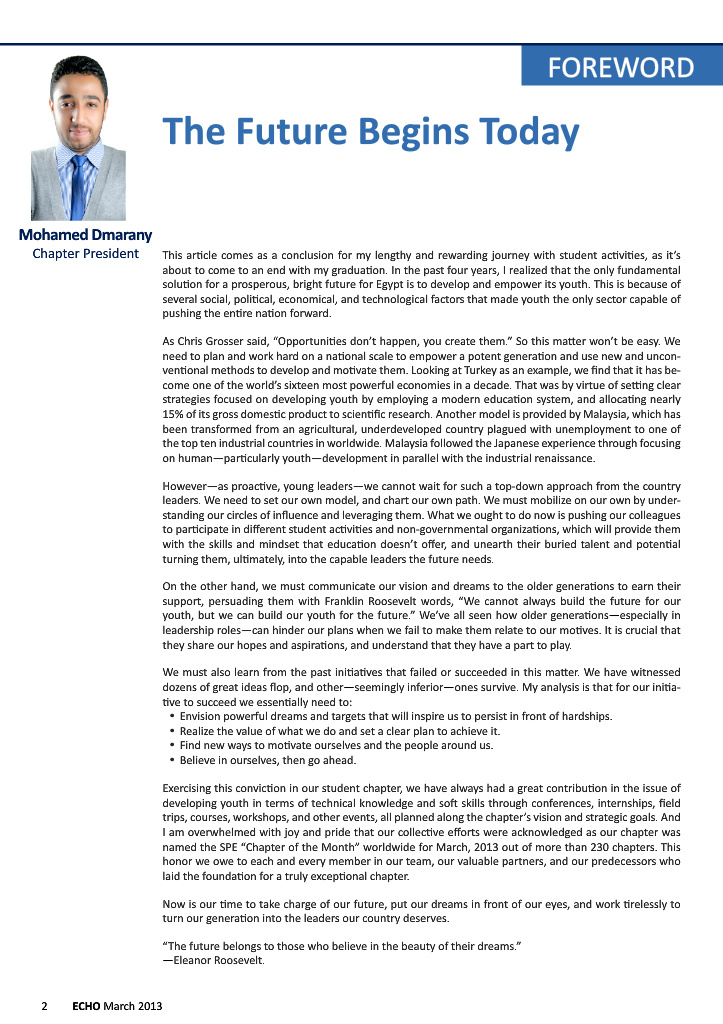 FOREWORD
The Future Begins Today
Mohamed Dmarany
Chapter President
This article comes as a conclusion for my lengthy and rewarding journey with student activities, as it’s
about to come to an end with my graduation. In the past four years, I realized that the only fundamental
solution for a prosperous, bright future for Egypt is to develop and empower its youth. This is because of
several social, political, economical, and technological factors that made youth the only sector capable of
pushing the entire nation forward.
As Chris Grosser said, “Opportunities don’t happen, you create them.” So this matter won’t be easy. We
need to plan and work hard on a national scale to empower a potent generation and use new and uncon-
ventional methods to develop and motivate them. Looking at Turkey as an example, we find that it has be-
come one of the world’s sixteen most powerful economies in a decade. That was by virtue of setting clear
strategies focused on developing youth by employing a modern education system, and allocating nearly
15% of its gross domestic product to scientific research. Another model is provided by Malaysia, which has
been transformed from an agricultural, underdeveloped country plagued with unemployment to one of
the top ten industrial countries in worldwide. Malaysia followed the Japanese experience through focusing
on human—particularly youth—development in parallel with the industrial renaissance.
However—as proactive, young leaders—we cannot wait for such a top-down approach from the country
leaders. We need to set our own model, and chart our own path. We must mobilize on our own by under-
standing our circles of influence and leveraging them. What we ought to do now is pushing our colleagues
to participate in different student activities and non-governmental organizations, which will provide them
with the skills and mindset that education doesn’t offer, and unearth their buried talent and potential
turning them, ultimately, into the capable leaders the future needs.
On the other hand, we must communicate our vision and dreams to the older generations to earn their
support, persuading them with Franklin Roosevelt words, “We cannot always build the future for our
youth, but we can build our youth for the future.” We’ve all seen how older generations—especially in
leadership roles—can hinder our plans when we fail to make them relate to our motives. It is crucial that
they share our hopes and aspirations, and understand that they have a part to play.
We must also learn from the past initiatives that failed or succeeded in this matter. We have witnessed
dozens of great ideas flop, and other—seemingly inferior—ones survive. My analysis is that for our initia-
tive to succeed we essentially need to:
• Envision powerful dreams and targets that will inspire us to persist in front of hardships.
• Realize the value of what we do and set a clear plan to achieve it.
• Find new ways to motivate ourselves and the people around us.
• Believe in ourselves, then go ahead.
Exercising this conviction in our student chapter, we have always had a great contribution in the issue of
developing youth in terms of technical knowledge and soft skills through conferences, internships, field
trips, courses, workshops, and other events, all planned along the chapter’s vision and strategic goals. And
I am overwhelmed with joy and pride that our collective efforts were acknowledged as our chapter was
named the SPE “Chapter of the Month” worldwide for March, 2013 out of more than 230 chapters. This
honor we owe to each and every member in our team, our valuable partners, and our predecessors who
laid the foundation for a truly exceptional chapter.
Now is our time to take charge of our future, put our dreams in front of our eyes, and work tirelessly to
turn our generation into the leaders our country deserves.
“The future belongs to those who believe in the beauty of their dreams.”
—Eleanor Roosevelt.
2 ECHO March 2013